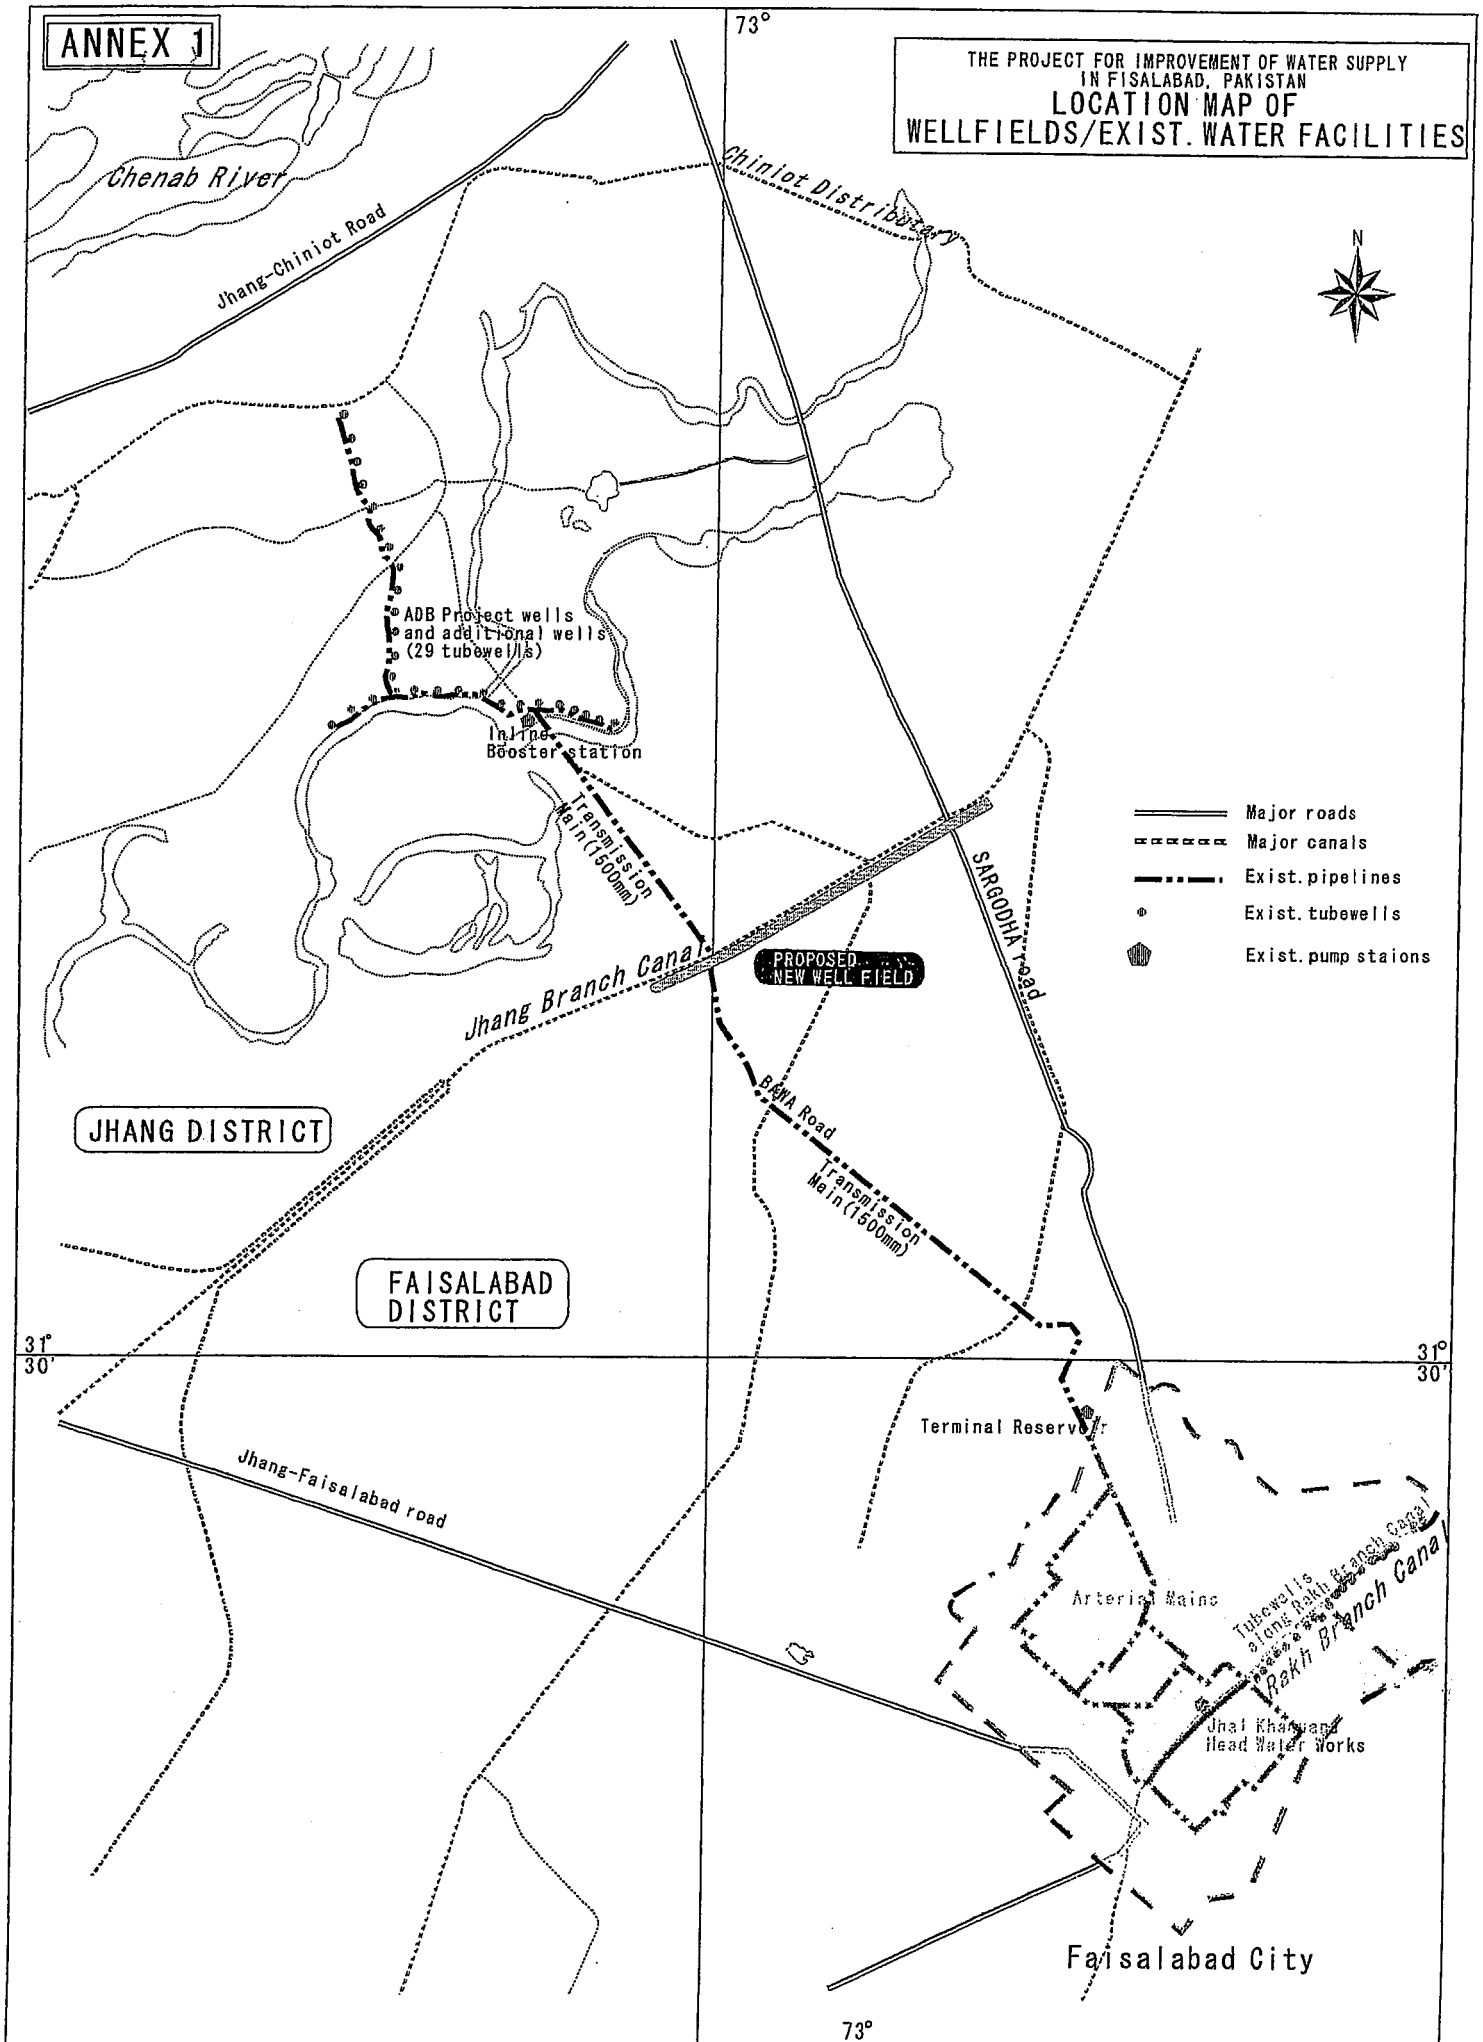 ANNEX 1
73°
THE PROJECT FOR IMPROVEMENT OF WATER SUPPLY
IN FISALABAD, PAKISTAN
LOCATION MAP OF
WELLFIELDS/EXIST. WATER FACILITIES
Chenab River
Chiniot Distributary
Jhang-Chiniot Road
N
ADB Project wells
and additional wells
(29 tubewells)
Inline
Booster station
Transmission
Main(1500mm)
Major roads
Major canals
Exist. pipelines
Exist. tubewells
Exist. pump staions
SARGODHA road
PROPOSED
NEW WELL FIELD
Jhang Branch Canal
BAWA Road
JHANG DISTRICT
Transmission
Main(1500mm)
FAISALABAD
DISTRICT
31°
30'
31°
30'
Terminal Reservoir
Jhang-Faisalabad road
Arterial Mains
Tubewells
along Rakh Branch Canal
Rakh Branch Canal
Jhal Khanuana
Head Water Works
Faisalabad City
73°